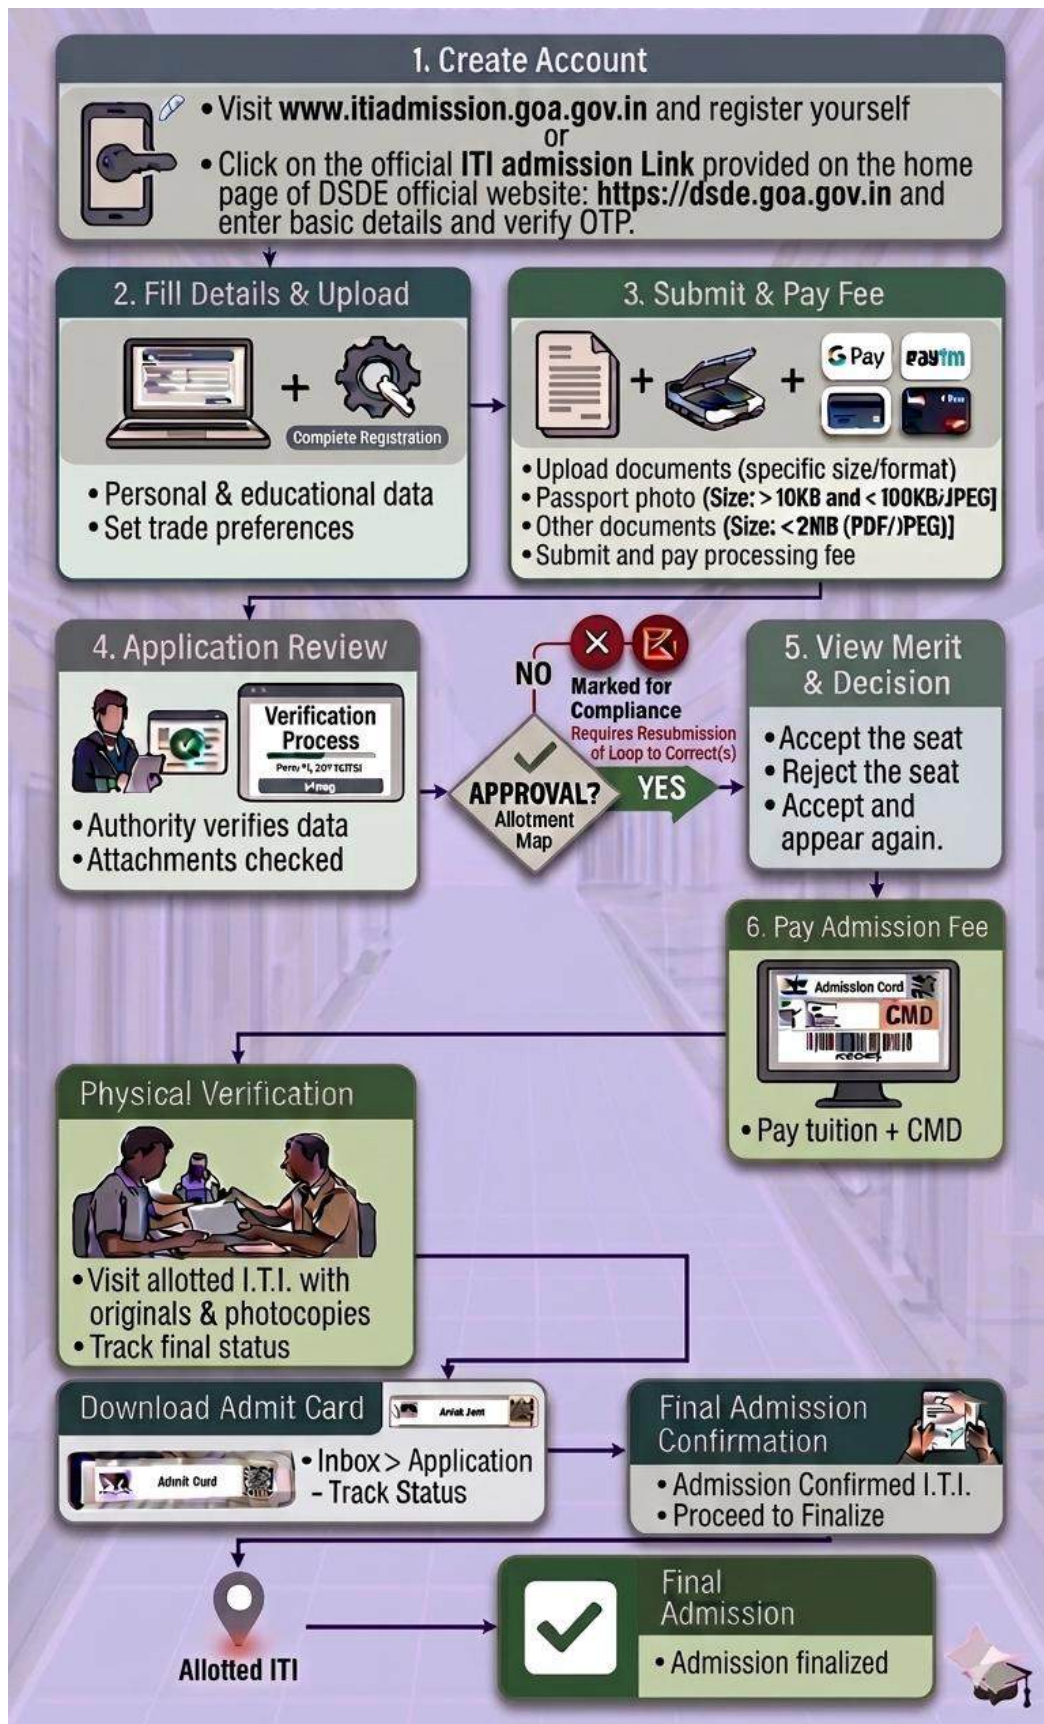 1. Create Account
• Visit www.itiadmission.goa.gov.in and register yourself
or
• Click on the official ITI admission Link provided on the home
page of DSDE official website: https://dsde.goa.gov.in and
enter basic details and verify OTP.
2. Fill Details & Upload
Complete Registration
• Personal & educational data
• Set trade preferences
3. Submit & Pay Fee
G Pay
Paytm
• Upload documents (specific size/format)
• Passport photo (Size: > 10KB and < 100KB/JPEG]
• Other documents (Size: <2MB (PDF/JPEG)]
• Submit and pay processing fee
4. Application Review
Verification
Process
• Authority verifies data
• Attachments checked
NO
Marked for
Compliance
Requires Resubmission
of Loop to Correct(s)
APPROVAL?
Allotment
Map
YES
5. View Merit
& Decision
• Accept the seat
• Reject the seat
• Accept and
appear again.
6. Pay Admission Fee
Admission Cord
CMD
• Pay tuition + CMD
Physical Verification
• Visit allotted I.T.I. with
originals & photocopies
• Track final status
Download Admit Card
Admit Curd
• Inbox > Application
– Track Status
Final Admission
Confirmation
• Admission Confirmed I.T.I.
• Proceed to Finalize
Allotted ITI
Final
Admission
• Admission finalized